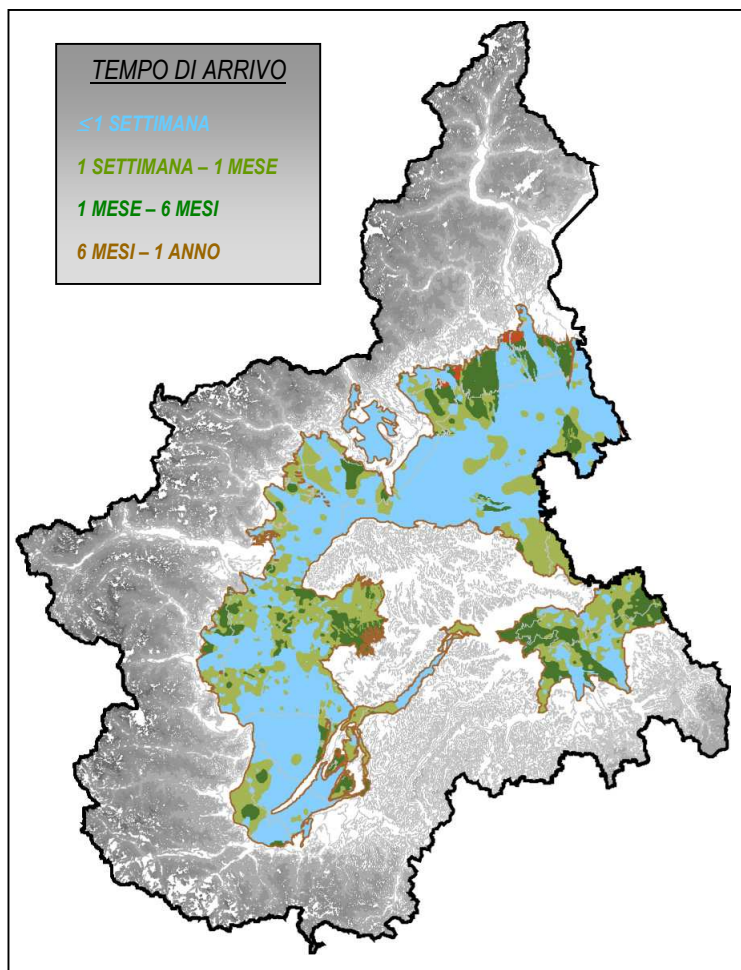 TEMPO DI ARRIVO
≤ 1 SETTIMANA
1 SETTIMANA – 1 MESE
1 MESE – 6 MESI
6 MESI – 1 ANNO